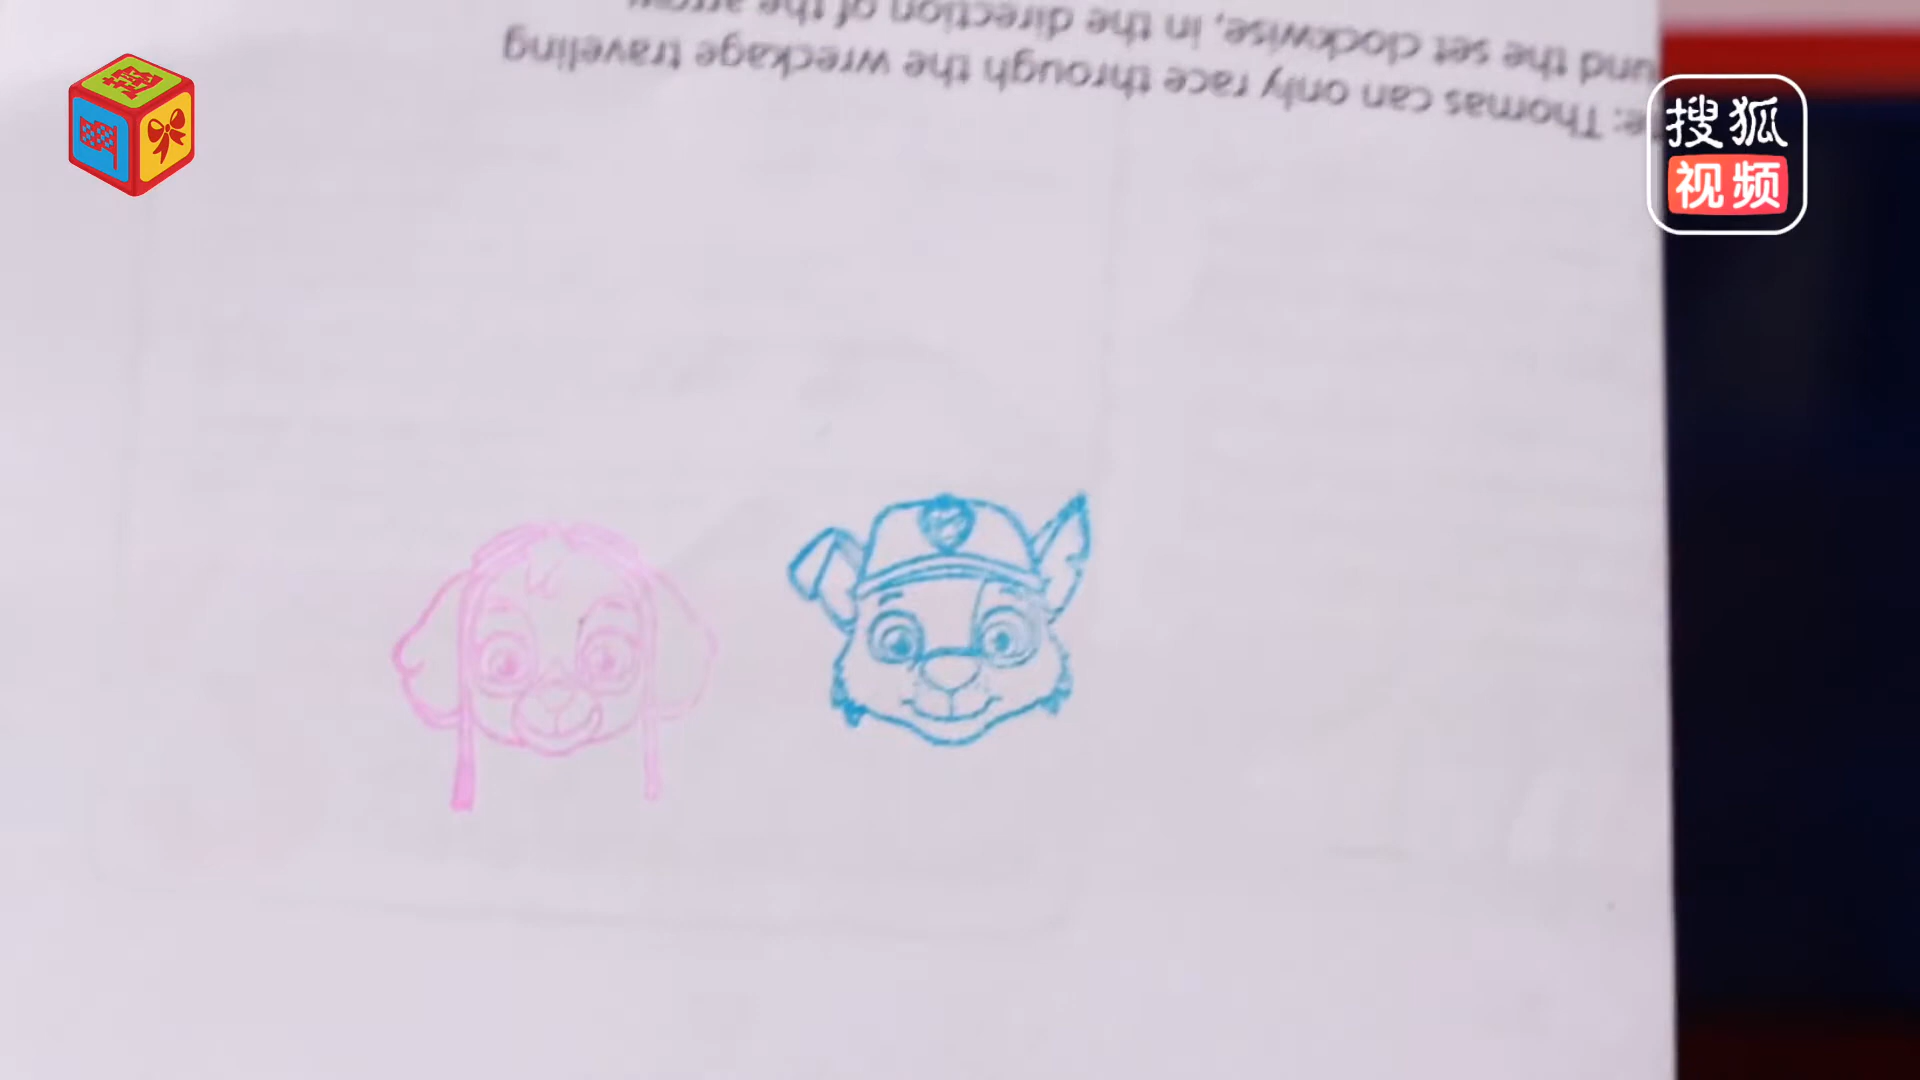 e: Thomas can only race through the wreckage traveling
und the set clockwise, in the direction of the arrow
搜狐
视频